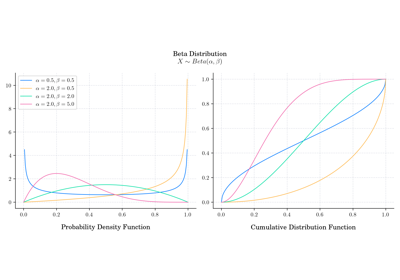 Beta Distribution
X ∼ Beta(α, β)
α = 0.5, β = 0.5
α = 2.0, β = 0.5
α = 2.0, β = 2.0
α = 2.0, β = 5.0
10
8
6
4
2
0
0.0 0.2 0.4 0.6 0.8 1.0
Probability Density Function
1.0
0.8
0.6
0.4
0.2
0.0
0.0 0.2 0.4 0.6 0.8 1.0
Cumulative Distribution Function